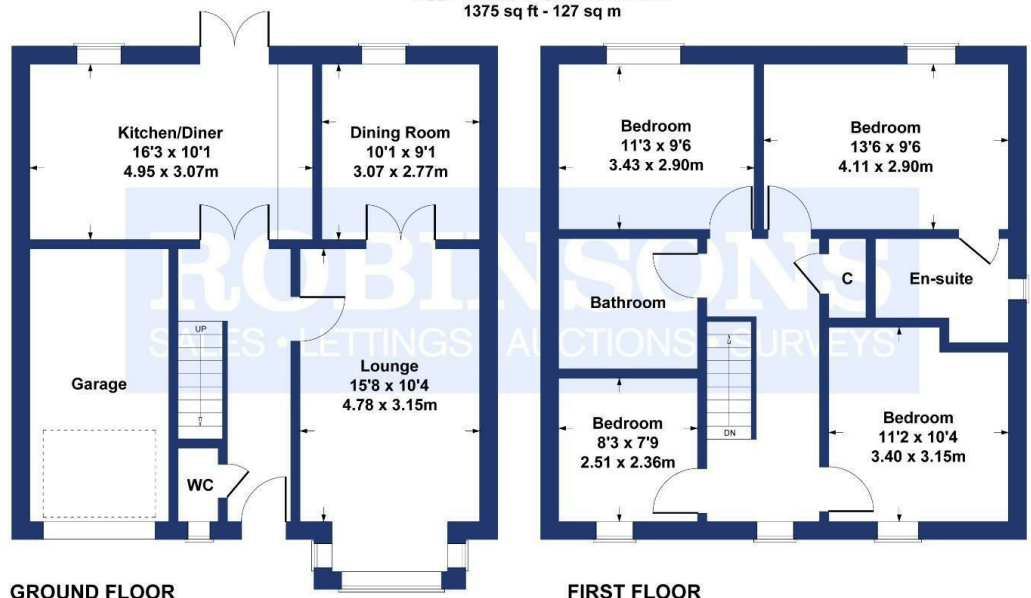 1375 sq ft - 127 sq m
Kitchen/Diner
16'3 x 10'1
4.95 x 3.07m
Dining Room
10'1 x 9'1
3.07 x 2.77m
Garage
UP
WC
Lounge
15'8 x 10'4
4.78 x 3.15m
GROUND FLOOR
Bedroom
11'3 x 9'6
3.43 x 2.90m
Bedroom
13'6 x 9'6
4.11 x 2.90m
Bathroom
C
En-suite
Bedroom
8'3 x 7'9
2.51 x 2.36m
DN
Bedroom
11'2 x 10'4
3.40 x 3.15m
FIRST FLOOR
ROBINSONS
SALES • LETTINGS • AUCTIONS • SURVEYS